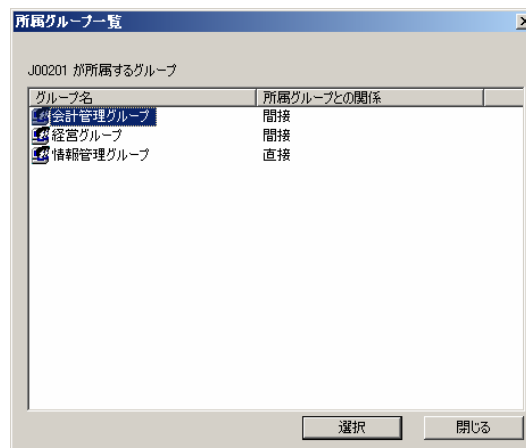 所属グループ一覧
J00201 が所属するグループ
グループ名 所属グループとの関係
会計管理グループ 間接
経営グループ 間接
情報管理グループ 直接
選択 閉じる